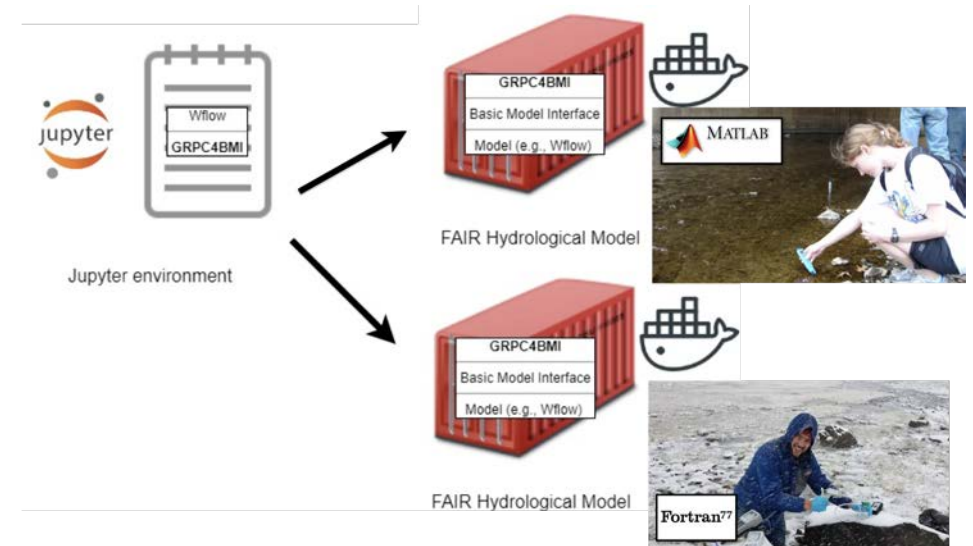 jupyter
Wflow
GRPC4BMI
Jupyter environment
GRPC4BMI
Basic Model Interface
Model (e.g., Wflow)
FAIR Hydrological Model
MATLAB
GRPC4BMI
Basic Model Interface
Model (e.g., Wflow)
FAIR Hydrological Model
Fortran77